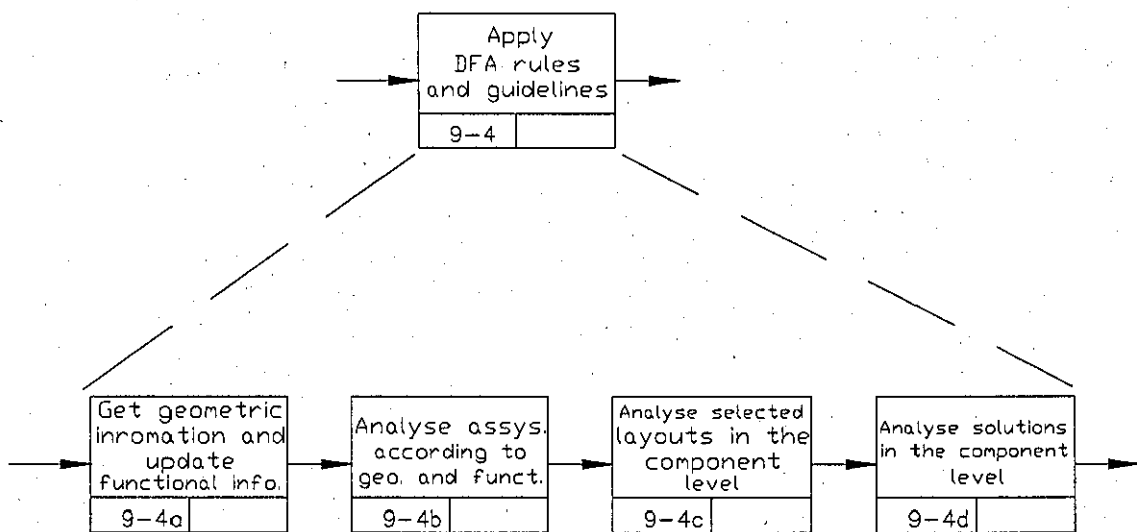 Apply
DFA rules
and guidelines
9-4
Get geometric
inromation and
update
functional info.
9-4a
Analyse assys.
according to
geo. and funct.
9-4b
Analyse selected
layouts in the
component
level
9-4c
Analyse solutions
in the component
level
9-4d